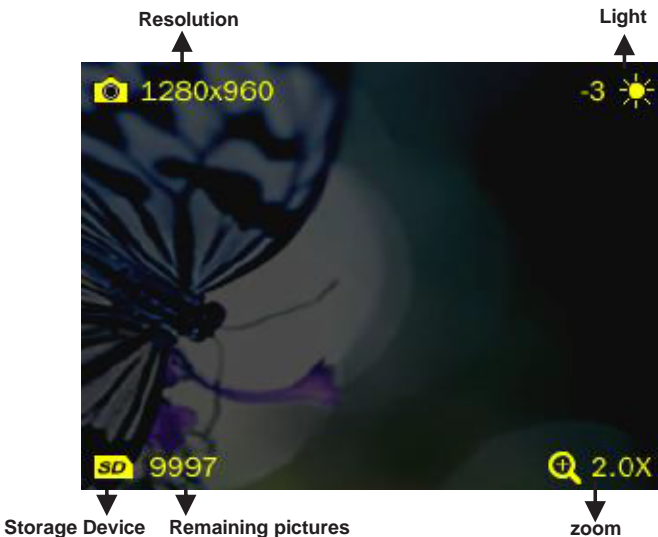 Resolution
Light
1280x960
-3
SD 9997
2.0X
Storage Device
Remaining pictures
zoom